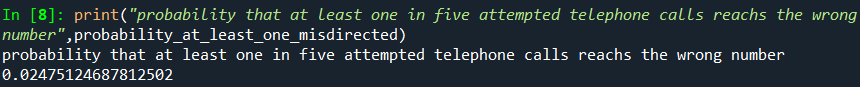 In [8]: print("probability that at least one in five attempted telephone calls reachs the wrong
number",probability_at_least_one_misdirected)
probability that at least one in five attempted telephone calls reachs the wrong number
0.02475124687812502